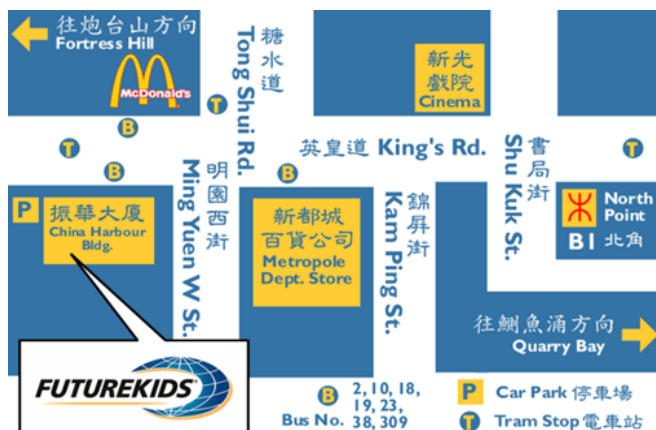 往炮台山方向
Fortress Hill
McDonald's
糖水道
Tong Shui Rd.
新光
戲院
Cinema
T
B
T
B
英皇道 King's Rd.
B
書局街
Shu Kuk St.
T
P
振華大廈
China Harbour
Bldg.
明園西街
Ming Yuen W St.
新都城
百貨公司
Metropole
Dept. Store
錦屏街
Kam Ping St.
North
Point
B1 北角
往鰂魚涌方向
Quarry Bay
FUTUREKIDS®
B 2, 10, 18,
19, 23,
Bus No. 38, 309
P Car Park 停車場
T Tram Stop 電車站